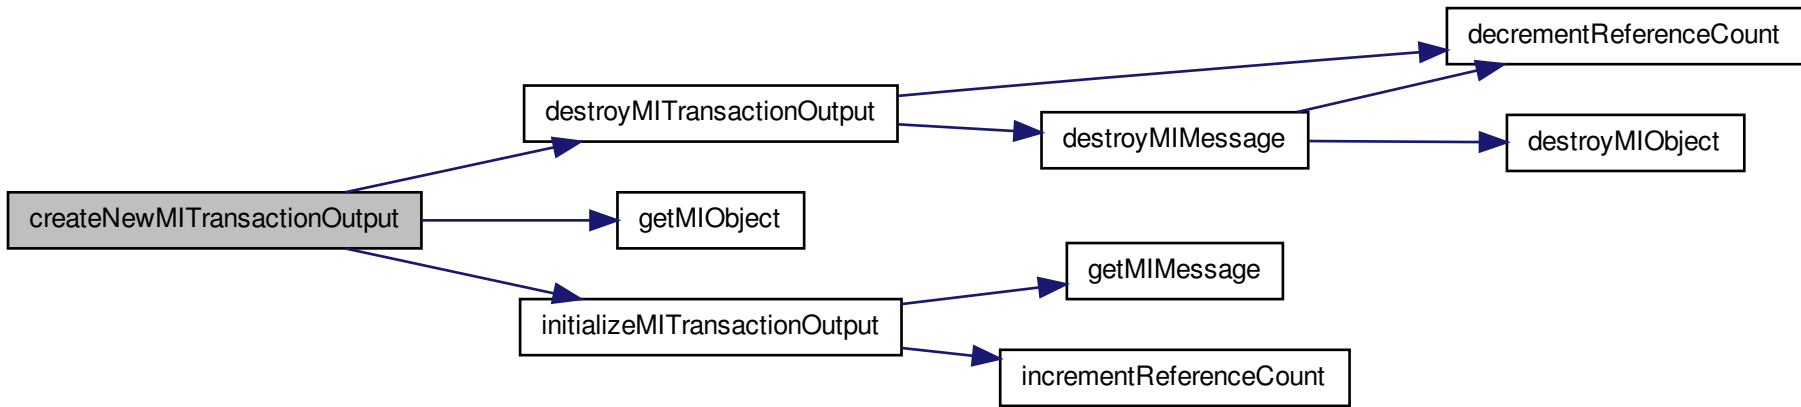 createNewMITransactionOutput
destroyMITransactionOutput
getMIObject
initializeMITransactionOutput
decrementReferenceCount
destroyMIMessage
destroyMIObject
getMIMessage
incrementReferenceCount